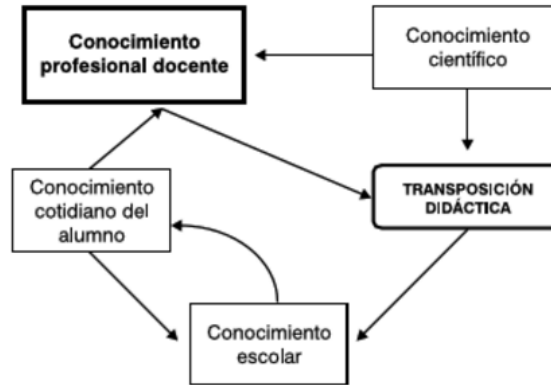 Conocimiento
profesional docente
Conocimiento
científico
Conocimiento
cotidiano del
alumno
TRANSPOSICIÓN
DIDÁCTICA
Conocimiento
escolar